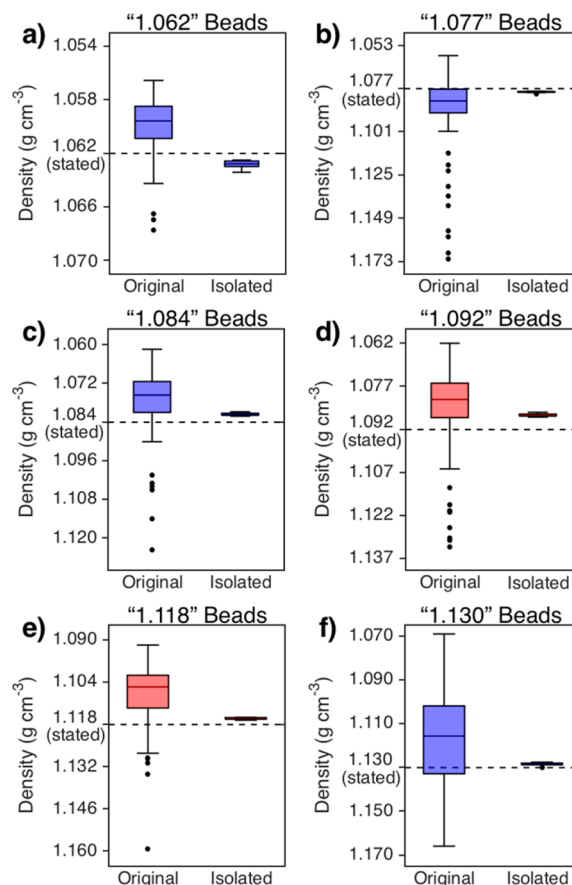 a)
“1.062” Beads
Density (g cm-3)
1.054
1.058
1.062
(stated)
1.066
1.070
Original
Isolated
b)
“1.077” Beads
Density (g cm-3)
1.053
1.077
(stated)
1.101
1.125
1.149
1.173
Original
Isolated
c)
“1.084” Beads
Density (g cm-3)
1.060
1.072
1.084
(stated)
1.096
1.108
1.120
Original
Isolated
d)
“1.092” Beads
Density (g cm-3)
1.062
1.077
1.092
(stated)
1.107
1.122
1.137
Original
Isolated
e)
“1.118” Beads
Density (g cm-3)
1.090
1.104
1.118
(stated)
1.132
1.146
1.160
Original
Isolated
f)
“1.130” Beads
Density (g cm-3)
1.070
1.090
1.110
1.130
(stated)
1.150
1.170
Original
Isolated